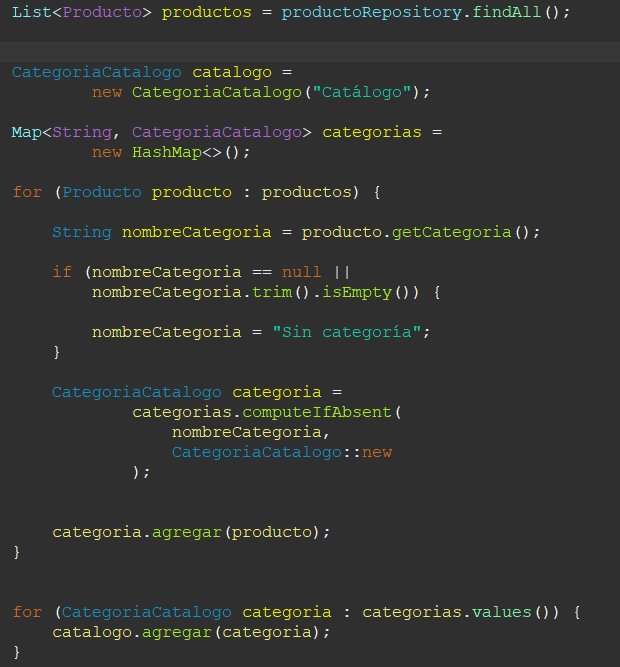 List<Producto> productos = productoRepository.findAll();
CategoriaCatalogo catalogo =
new CategoriaCatalogo("Catálogo");
Map<String, CategoriaCatalogo> categorias =
new HashMap<>();
for (Producto producto : productos) {
String nombreCategoria = producto.getCategoria();
if (nombreCategoria == null ||
nombreCategoria.trim().isEmpty()) {
nombreCategoria = "Sin categoría";
}
CategoriaCatalogo categoria =
categorias.computeIfAbsent(
nombreCategoria,
CategoriaCatalogo::new
);
categoria.agregar(producto);
}
for (CategoriaCatalogo categoria : categorias.values()) {
catalogo.agregar(categoria);
}